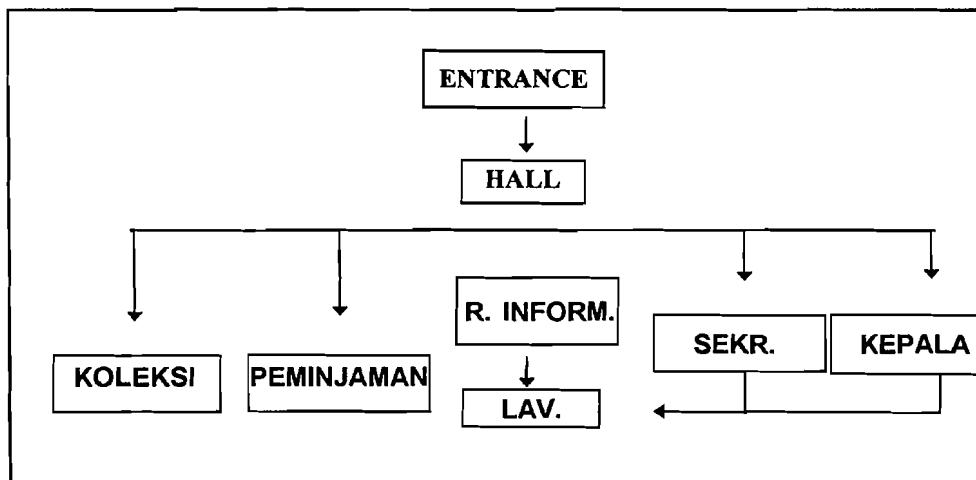 ENTRANCE
HALL
R. INFORM.
SEKR.
KEPALA
KOLEKSI
PEMINJAMAN
LAV.